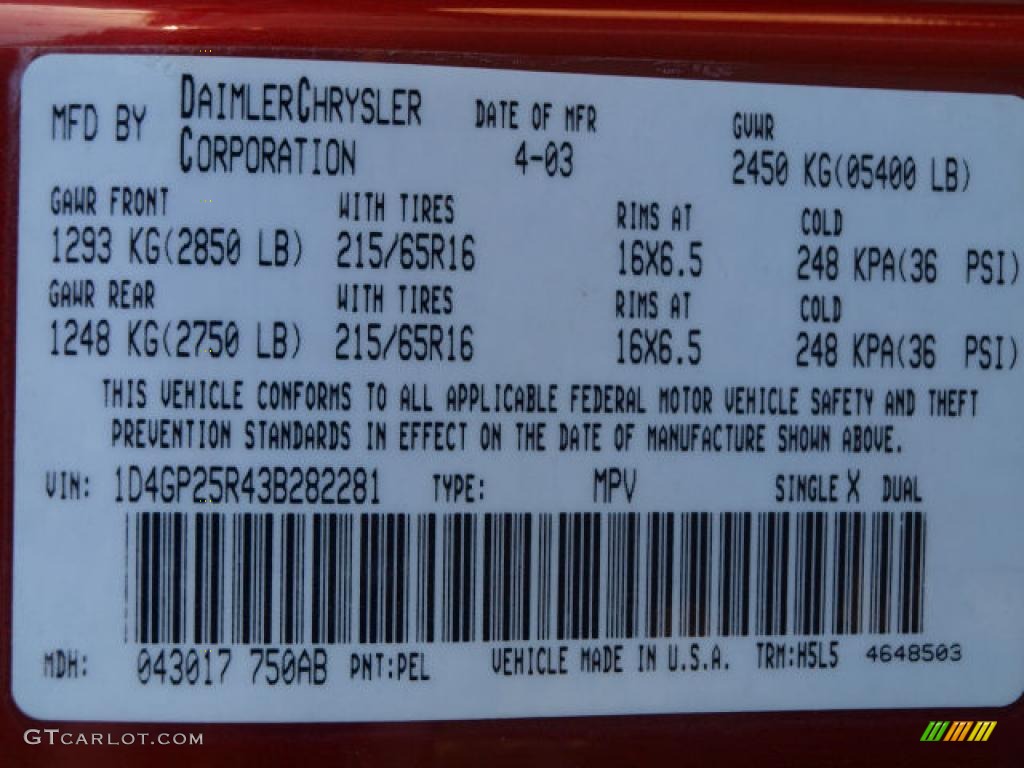 MFD BY DAIMLERCHRYSLER CORPORATION DATE OF MFR 4-03 GVWR 2450 KG(05400 LB)
GAWR FRONT WITH TIRES RIMS AT COLD
1293 KG(2850 LB) 215/65R16 16X6.5 248 KPA(36 PSI)
GAWR REAR WITH TIRES RIMS AT COLD
1248 KG(2750 LB) 215/65R16 16X6.5 248 KPA(36 PSI)
THIS VEHICLE CONFORMS TO ALL APPLICABLE FEDERAL MOTOR VEHICLE SAFETY AND THEFT
PREVENTION STANDARDS IN EFFECT ON THE DATE OF MANUFACTURE SHOWN ABOVE.
VIN: 1D4GP25R43B282281 TYPE: MPV SINGLE X DUAL
MDH: 043017 750AB PNT:PEL VEHICLE MADE IN U.S.A. TRM:H5L5 4648503
GTCARLOT.COM